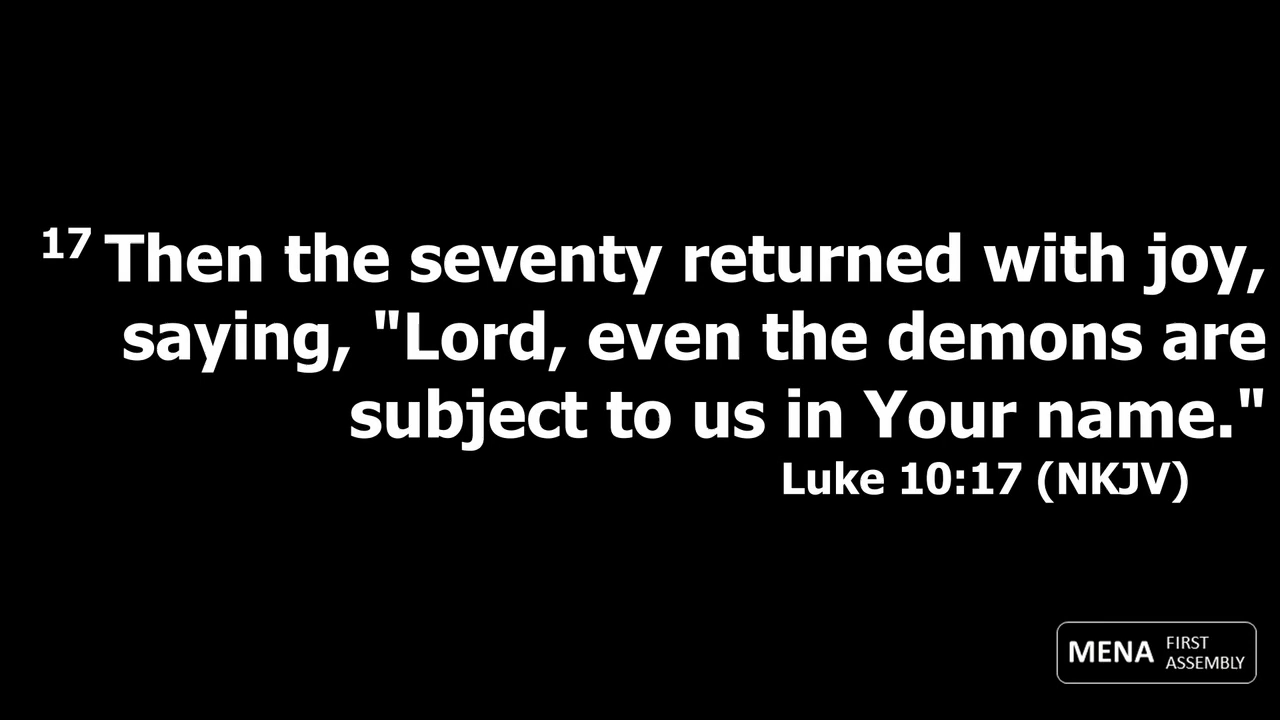 17 Then the seventy returned with joy,
saying, "Lord, even the demons are
subject to us in Your name."
Luke 10:17 (NKJV)
MENA FIRST
ASSEMBLY